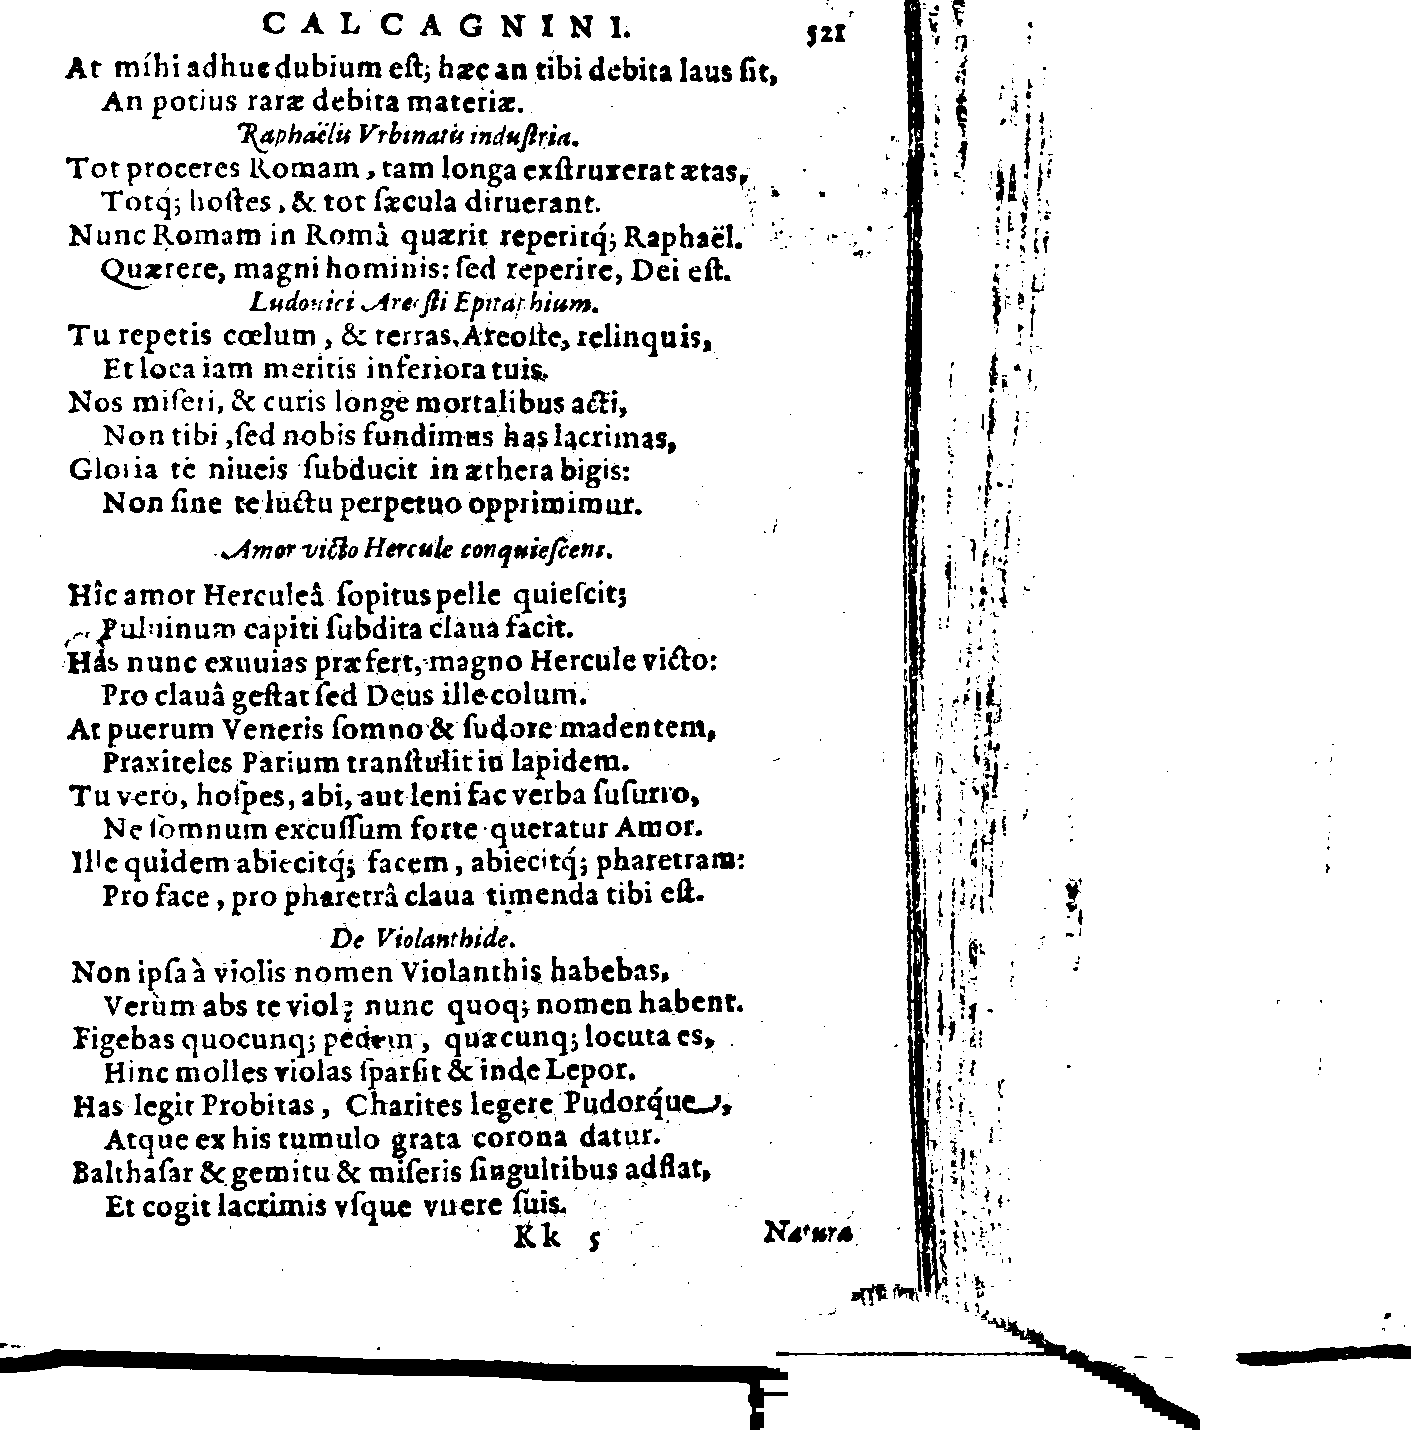 CALCAGNINI. 521
At mihi adhuc dubium eſt; hæc an tibi debita laus ſit,
An potius raræ debita materiæ.
Raphaëlis Vrbinatis induſtria.
Tot proceres Romam, tam longa exſtruxerat ætas,
Totq́; hoſtes, & tot ſæcula diruerant.
Nunc Romam in Româ quærit reperitq́; Raphaël.
Quærere, magni hominis: ſed reperire, Dei eſt.
Ludouici Areoſti Epitaphium.
Tu repetis cœlum, & terras, Areoſte, relinquis,
Et loca iam meritis inferiora tuis.
Nos miſeri, & curis longè mortalibus acti,
Non tibi, ſed nobis fundimus has lacrimas,
Gloria te niueis ſubducit in æthera bigis:
Non ſine te luctu perpetuo opprimimur.
Amor victo Hercule conquieſcens.
Hîc amor Herculeâ ſopitus pelle quieſcit;
Puluinum capiti ſubdita claua facit.
Has nunc exuuias præfert, magno Hercule victo:
Pro clauâ geſtat ſed Deus ille colum.
At puerum Veneris ſomno & ſudore madentem,
Praxiteles Parium tranſtulit in lapidem.
Tu verò, hoſpes, abi, aut leni fac verba ſuſurro,
Ne ſomnum excuſſum forte queratur Amor.
Ille quidem abiecitq́; facem, abiecitq́; pharetram:
Pro face, pro pharetrâ claua timenda tibi eſt.
De Violanthide.
Non ipſa à violis nomen Violanthis habebas,
Verùm abs te violę nunc quoq; nomen habent.
Figebas quocunq; pedem, quæcunq; locuta es,
Hinc molles violas ſparſit & inde Lepor.
Has legit Probitas, Charites legere Pudorq́ue,
Atque ex his tumulo grata corona datur.
Balthaſar & gemitu & miſeris ſingultibus adflat,
Et cogit lacrimis vſque vuere ſuis.
Kk 5 Natura